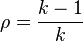 ρ = (k − 1) / k